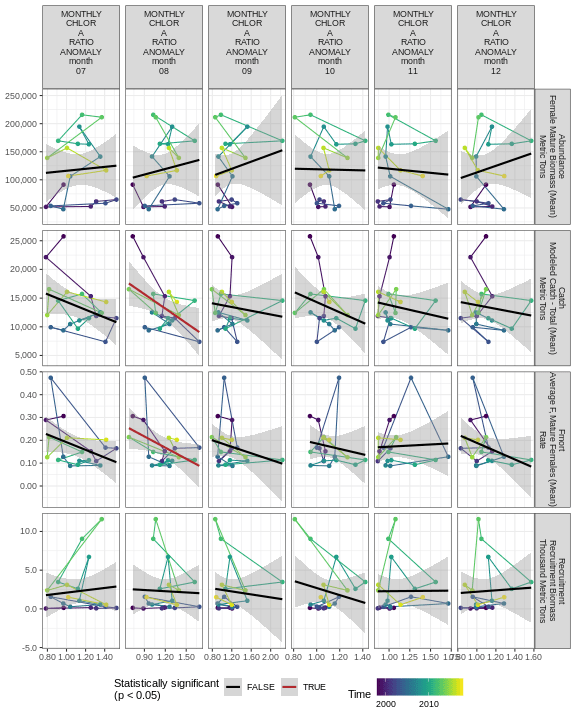 MONTHLY MONTHLY MONTHLY MONTHLY MONTHLY MONTHLY
CHLOR CHLOR CHLOR CHLOR CHLOR CHLOR
A A A A A A
RATIO RATIO RATIO RATIO RATIO RATIO
ANOMALY ANOMALY ANOMALY ANOMALY ANOMALY ANOMALY
month month month month month month
07 08 09 10 11 12
250,000
200,000
150,000
100,000
50,000
Abundance
Female Mature Biomass (Mean)
Metric Tons
25,000
20,000
15,000
10,000
5,000
Catch
Modeled Catch - Total (Mean)
Metric Tons
0.50
0.40
0.30
0.20
0.10
0.00
Fmort
Average F, Mature Females (Mean)
Rate
10.0
5.0
0.0
-5.0
Recruitment
Recruitment Biomass
Thousand Metric Tons
0.80 1.00 1.20 1.40
0.90 1.20 1.50
0.80 1.20 1.60 2.00
0.80 1.00 1.20 1.40
1.00 1.25 1.50
1.00 1.20 1.40 1.60
Statistically significant
(p < 0.05)
FALSE
TRUE
Time
2000 2010